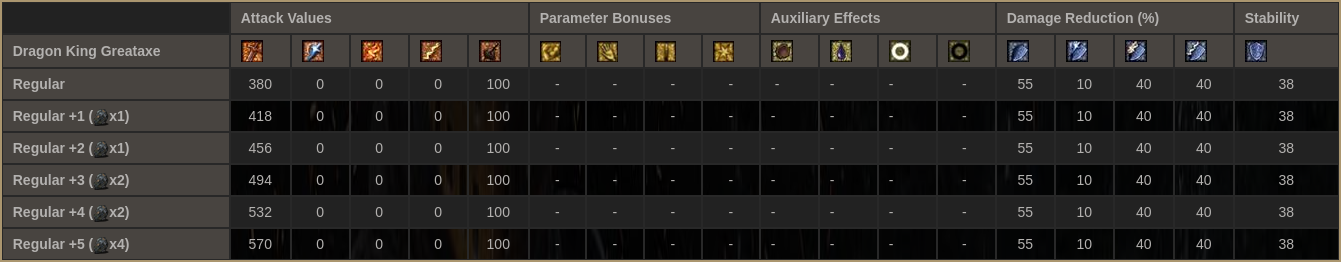 Attack Values Parameter Bonuses Auxiliary Effects Damage Reduction (%) Stability
Dragon King Greataxe
Regular 380 0 0 0 100 - - - - - - - - 55 10 40 40 38
Regular +1 (x1) 418 0 0 0 100 - - - - - - - - 55 10 40 40 38
Regular +2 (x1) 456 0 0 0 100 - - - - - - - - 55 10 40 40 38
Regular +3 (x2) 494 0 0 0 100 - - - - - - - - 55 10 40 40 38
Regular +4 (x2) 532 0 0 0 100 - - - - - - - - 55 10 40 40 38
Regular +5 (x4) 570 0 0 0 100 - - - - - - - - 55 10 40 40 38